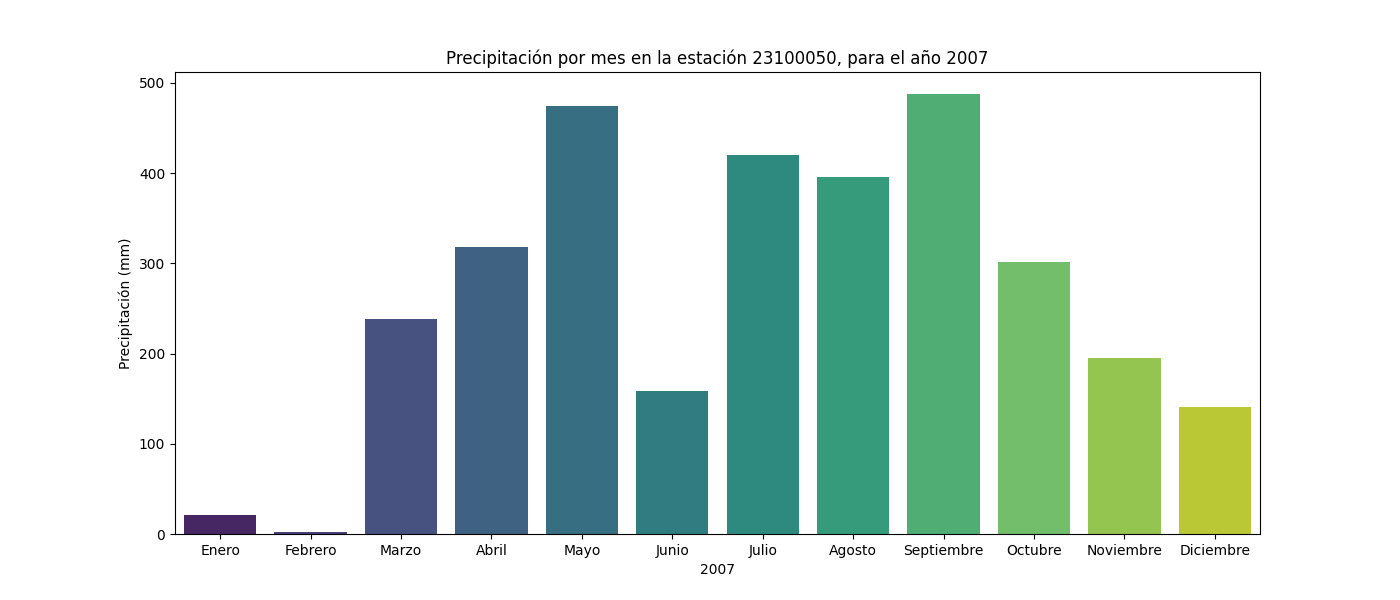 Precipitación por mes en la estación 23100050, para el año 2007
Precipitación (mm)
500
400
300
200
100
0
Enero Febrero Marzo Abril Mayo Junio Julio Agosto Septiembre Octubre Noviembre Diciembre
2007